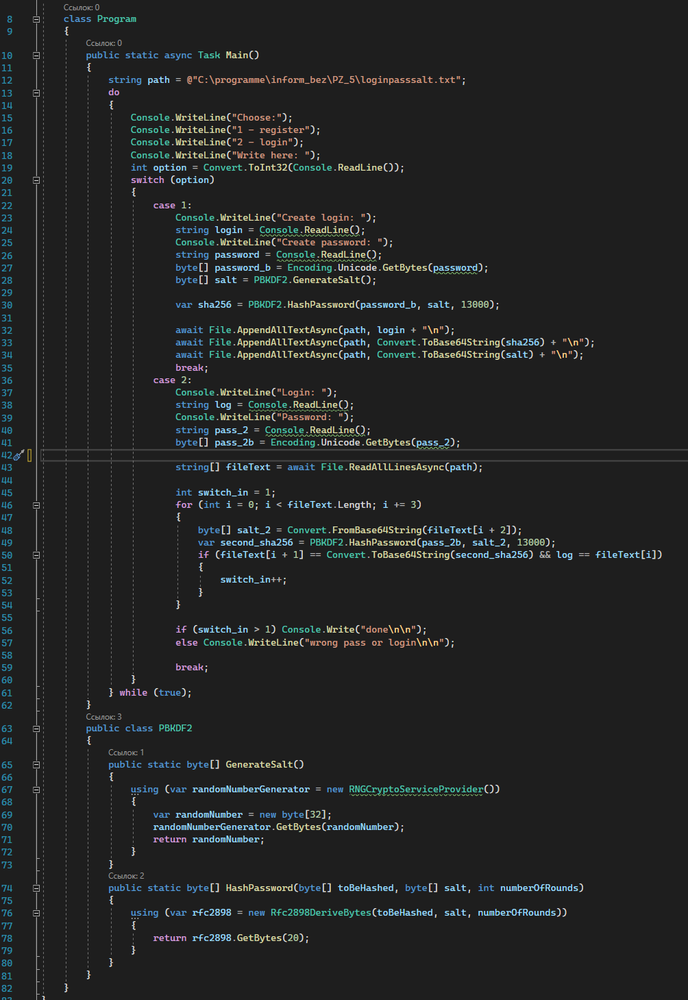 Ссылок: 0
8 class Program
9 {
Ссылок: 0
10 public static async Task Main()
11 {
12 string path = @"C:\programme\inform_bez\PZ_5\loginpasssalt.txt";
13 do
14 {
15 Console.WriteLine("Choose:");
16 Console.WriteLine("1 - register");
17 Console.WriteLine("2 - login");
18 Console.WriteLine("Write here: ");
19 int option = Convert.ToInt32(Console.ReadLine());
20 switch (option)
21 {
22 case 1:
23 Console.WriteLine("Create login: ");
24 string login = Console.ReadLine();
25 Console.WriteLine("Create password: ");
26 string password = Console.ReadLine();
27 byte[] password_b = Encoding.Unicode.GetBytes(password);
28 byte[] salt = PBKDF2.GenerateSalt();
29
30 var sha256 = PBKDF2.HashPassword(password_b, salt, 13000);
31
32 await File.AppendAllTextAsync(path, login + "\n");
33 await File.AppendAllTextAsync(path, Convert.ToBase64String(sha256) + "\n");
34 await File.AppendAllTextAsync(path, Convert.ToBase64String(salt) + "\n");
35 break;
36 case 2:
37 Console.WriteLine("Login: ");
38 string log = Console.ReadLine();
39 Console.WriteLine("Password: ");
40 string pass_2 = Console.ReadLine();
41 byte[] pass_2b = Encoding.Unicode.GetBytes(pass_2);
42
43 string[] fileText = await File.ReadAllLinesAsync(path);
44
45 int switch_in = 1;
46 for (int i = 0; i < fileText.Length; i += 3)
47 {
48 byte[] salt_2 = Convert.FromBase64String(fileText[i + 2]);
49 var second_sha256 = PBKDF2.HashPassword(pass_2b, salt_2, 13000);
50 if (fileText[i + 1] == Convert.ToBase64String(second_sha256) && log == fileText[i])
51 {
52 switch_in++;
53 }
54 }
55
56 if (switch_in > 1) Console.Write("done\n\n");
57 else Console.WriteLine("wrong pass or login\n\n");
58
59 break;
60 }
61 } while (true);
62 }
Ссылок: 3
63 public class PBKDF2
64 {
Ссылок: 1
65 public static byte[] GenerateSalt()
66 {
67 using (var randomNumberGenerator = new RNGCryptoServiceProvider())
68 {
69 var randomNumber = new byte[32];
70 randomNumberGenerator.GetBytes(randomNumber);
71 return randomNumber;
72 }
73 }
Ссылок: 2
74 public static byte[] HashPassword(byte[] toBeHashed, byte[] salt, int numberOfRounds)
75 {
76 using (var rfc2898 = new Rfc2898DeriveBytes(toBeHashed, salt, numberOfRounds))
77 {
78 return rfc2898.GetBytes(20);
79 }
80 }
81 }
82 }